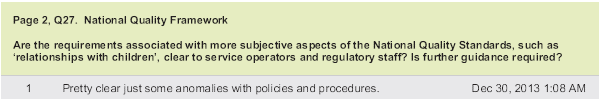 Page 2, Q27.  National Quality Framework
Are the requirements associated with more subjective aspects of the National Quality Standards, such as
‘relationships with children’, clear to service operators and regulatory staff? Is further guidance required?
1 Pretty clear just some anomalies with policies and procedures. Dec 30, 2013 1:08 AM